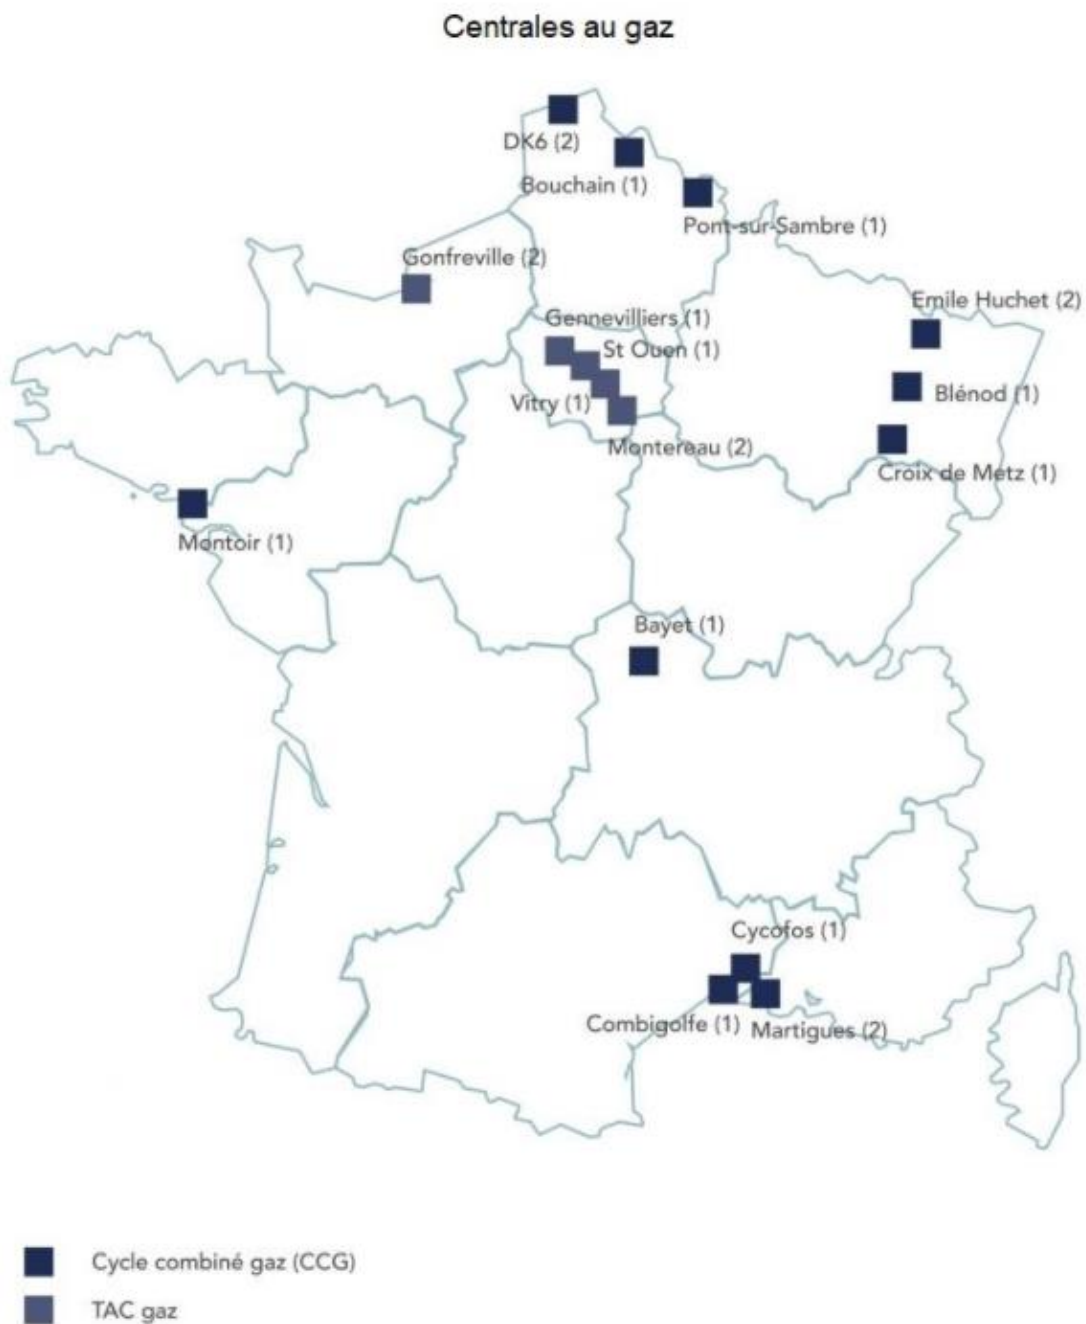 Centrales au gaz
DK6 (2)
Bouchain (1)
Pont-sur-Sambre (1)
Gonfreville (2)
Emile Huchet (2)
Gennevilliers (1)
St Ouen (1)
Blénod (1)
Vitry (1)
Montereau (2)
Croix de Metz (1)
Montoir (1)
Bayet (1)
Cycofos (1)
Combigolfe (1)
Martigues (2)
Cycle combiné gaz (CCG)
TAC gaz